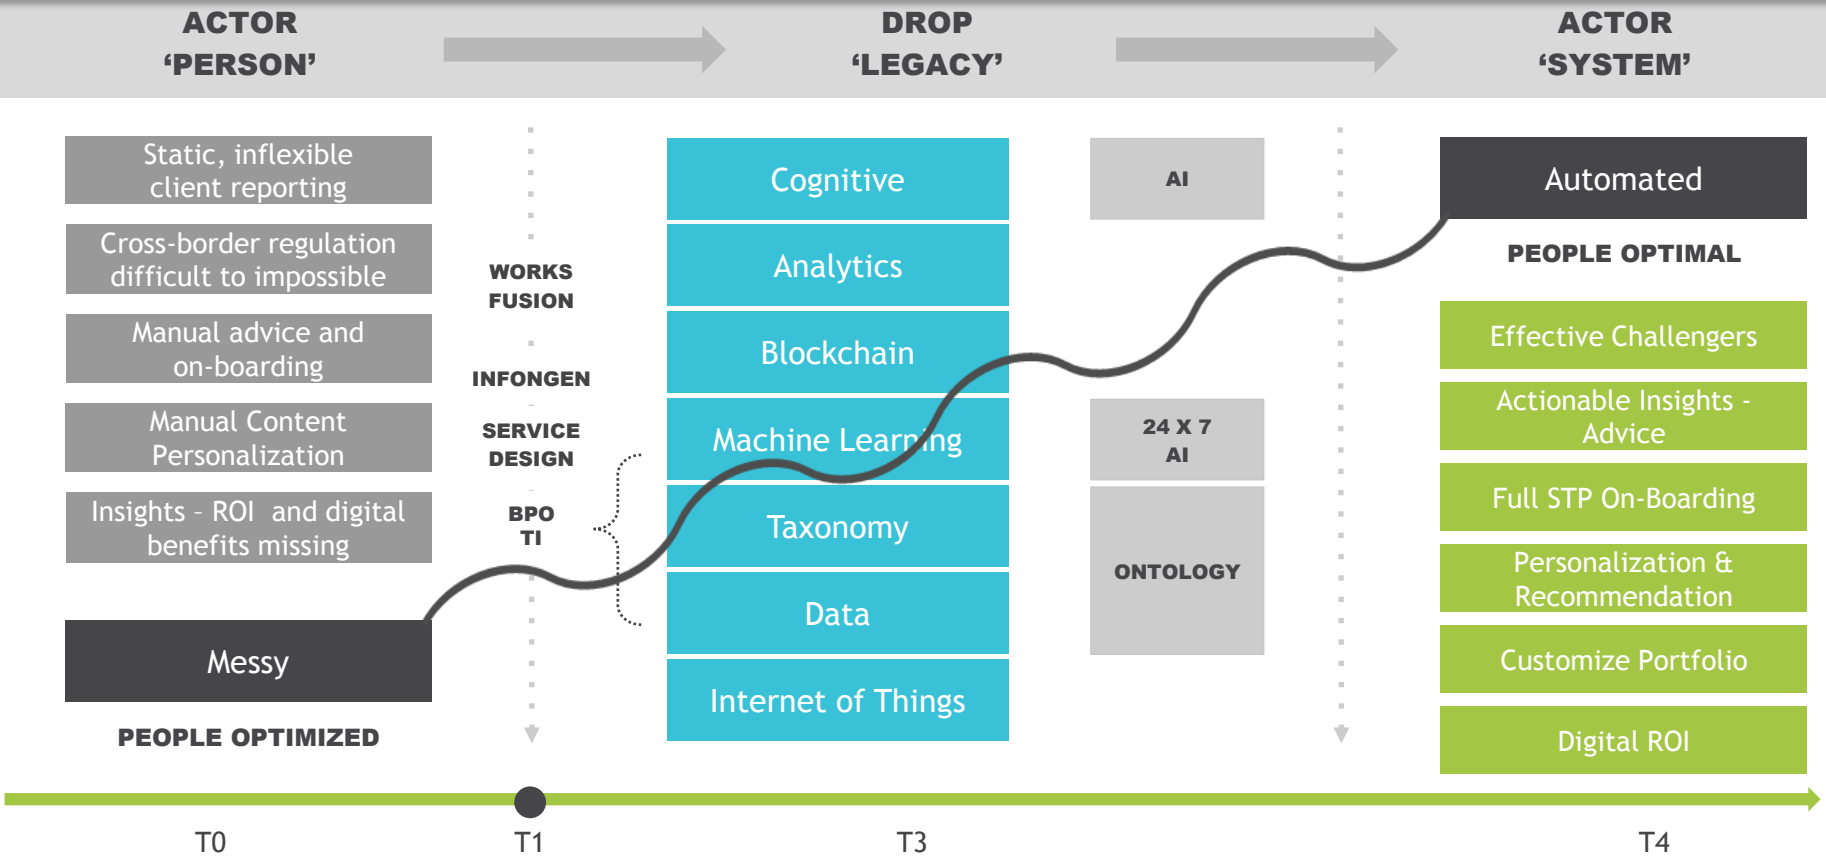 ACTOR
‘PERSON’
DROP
‘LEGACY’
ACTOR
‘SYSTEM’
Static, inflexible
client reporting
Cross-border regulation
difficult to impossible
Manual advice and
on-boarding
Manual Content
Personalization
Insights – ROI and digital
benefits missing
Messy
PEOPLE OPTIMIZED
WORKS
FUSION
INFONGEN
SERVICE
DESIGN
BPO
TI
Cognitive
Analytics
Blockchain
Machine Learning
Taxonomy
Data
Internet of Things
AI
24 X 7
AI
ONTOLOGY
Automated
PEOPLE OPTIMAL
Effective Challengers
Actionable Insights -
Advice
Full STP On-Boarding
Personalization &
Recommendation
Customize Portfolio
Digital ROI
T0
T1
T3
T4